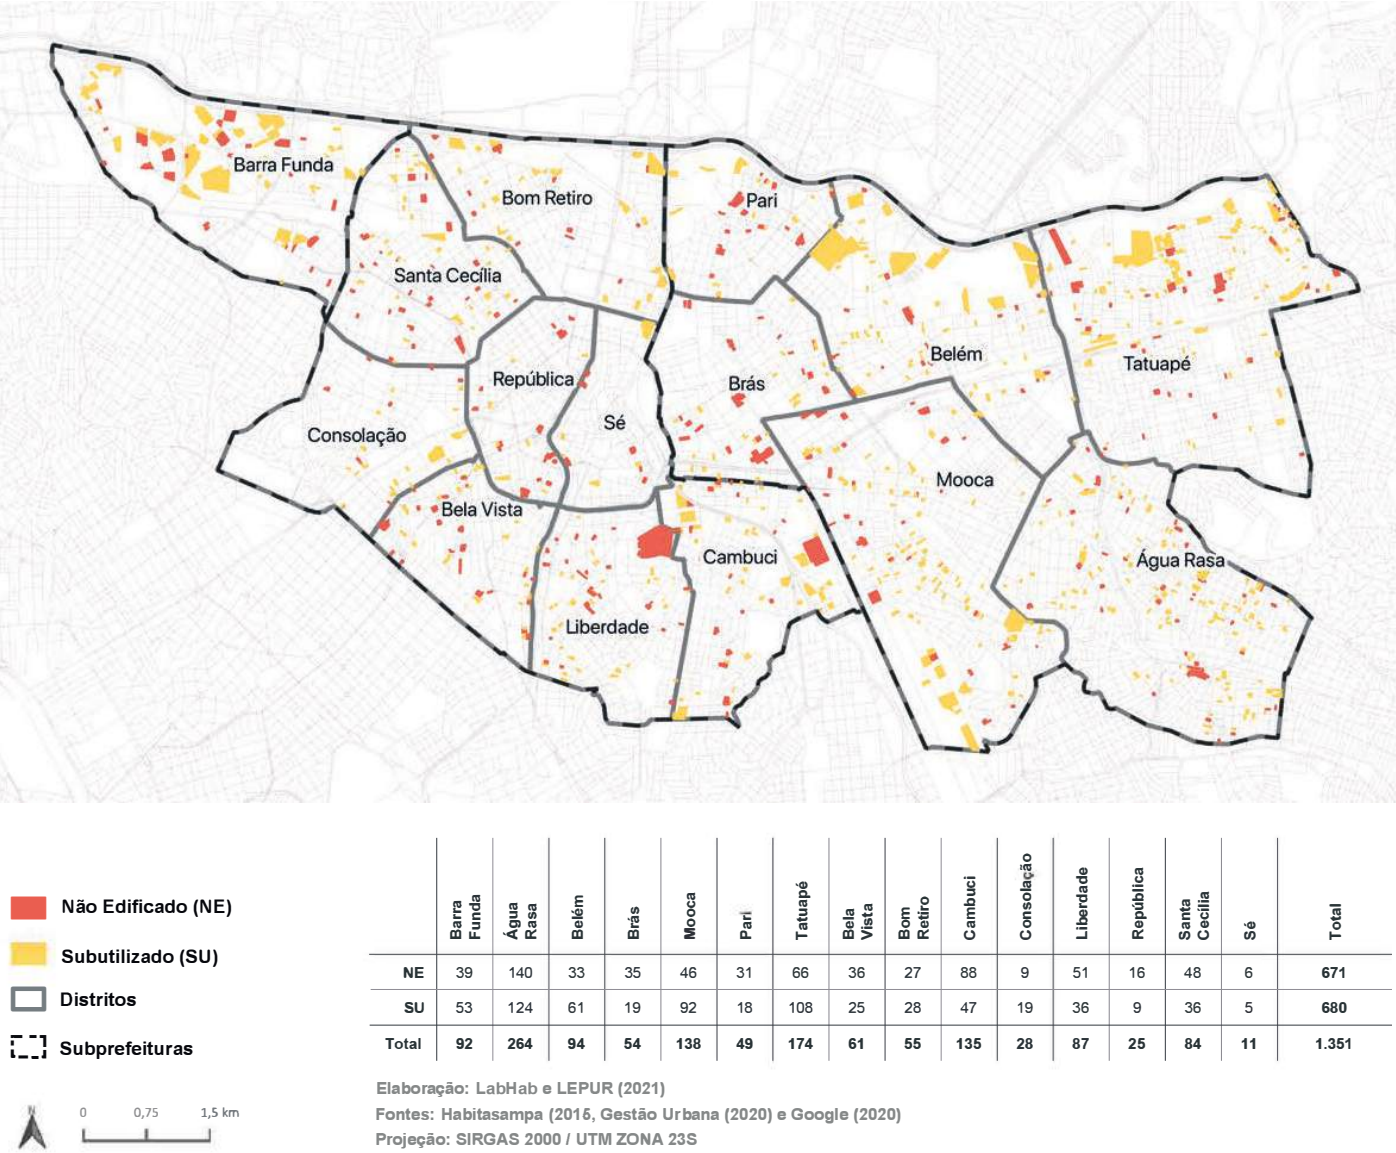 Barra Funda
Bom Retiro
Pari
Santa Cecília
República
Sé
Brás
Belém
Tatuapé
Consolação
Bela Vista
Mooca
Cambuci
Água Rasa
Liberdade
Não Edificado (NE)
Subutilizado (SU)
Distritos
Subprefeituras
N
0 0,75 1,5 km
Barra Funda Água Rasa Belém Brás Mooca Pari Tatuapé Bela Vista Bom Retiro Cambuci Consolação Liberdade República Santa Cecília Sé Total
NE 39 140 33 35 46 31 66 36 27 88 9 51 16 48 6 671
SU 53 124 61 19 92 18 108 25 28 47 19 36 9 36 5 680
Total 92 264 94 54 138 49 174 61 55 135 28 87 25 84 11 1.351
Elaboração: LabHab e LEPUR (2021)
Fontes: Habitasampa (2015, Gestão Urbana (2020) e Google (2020)
Projeção: SIRGAS 2000 / UTM ZONA 23S